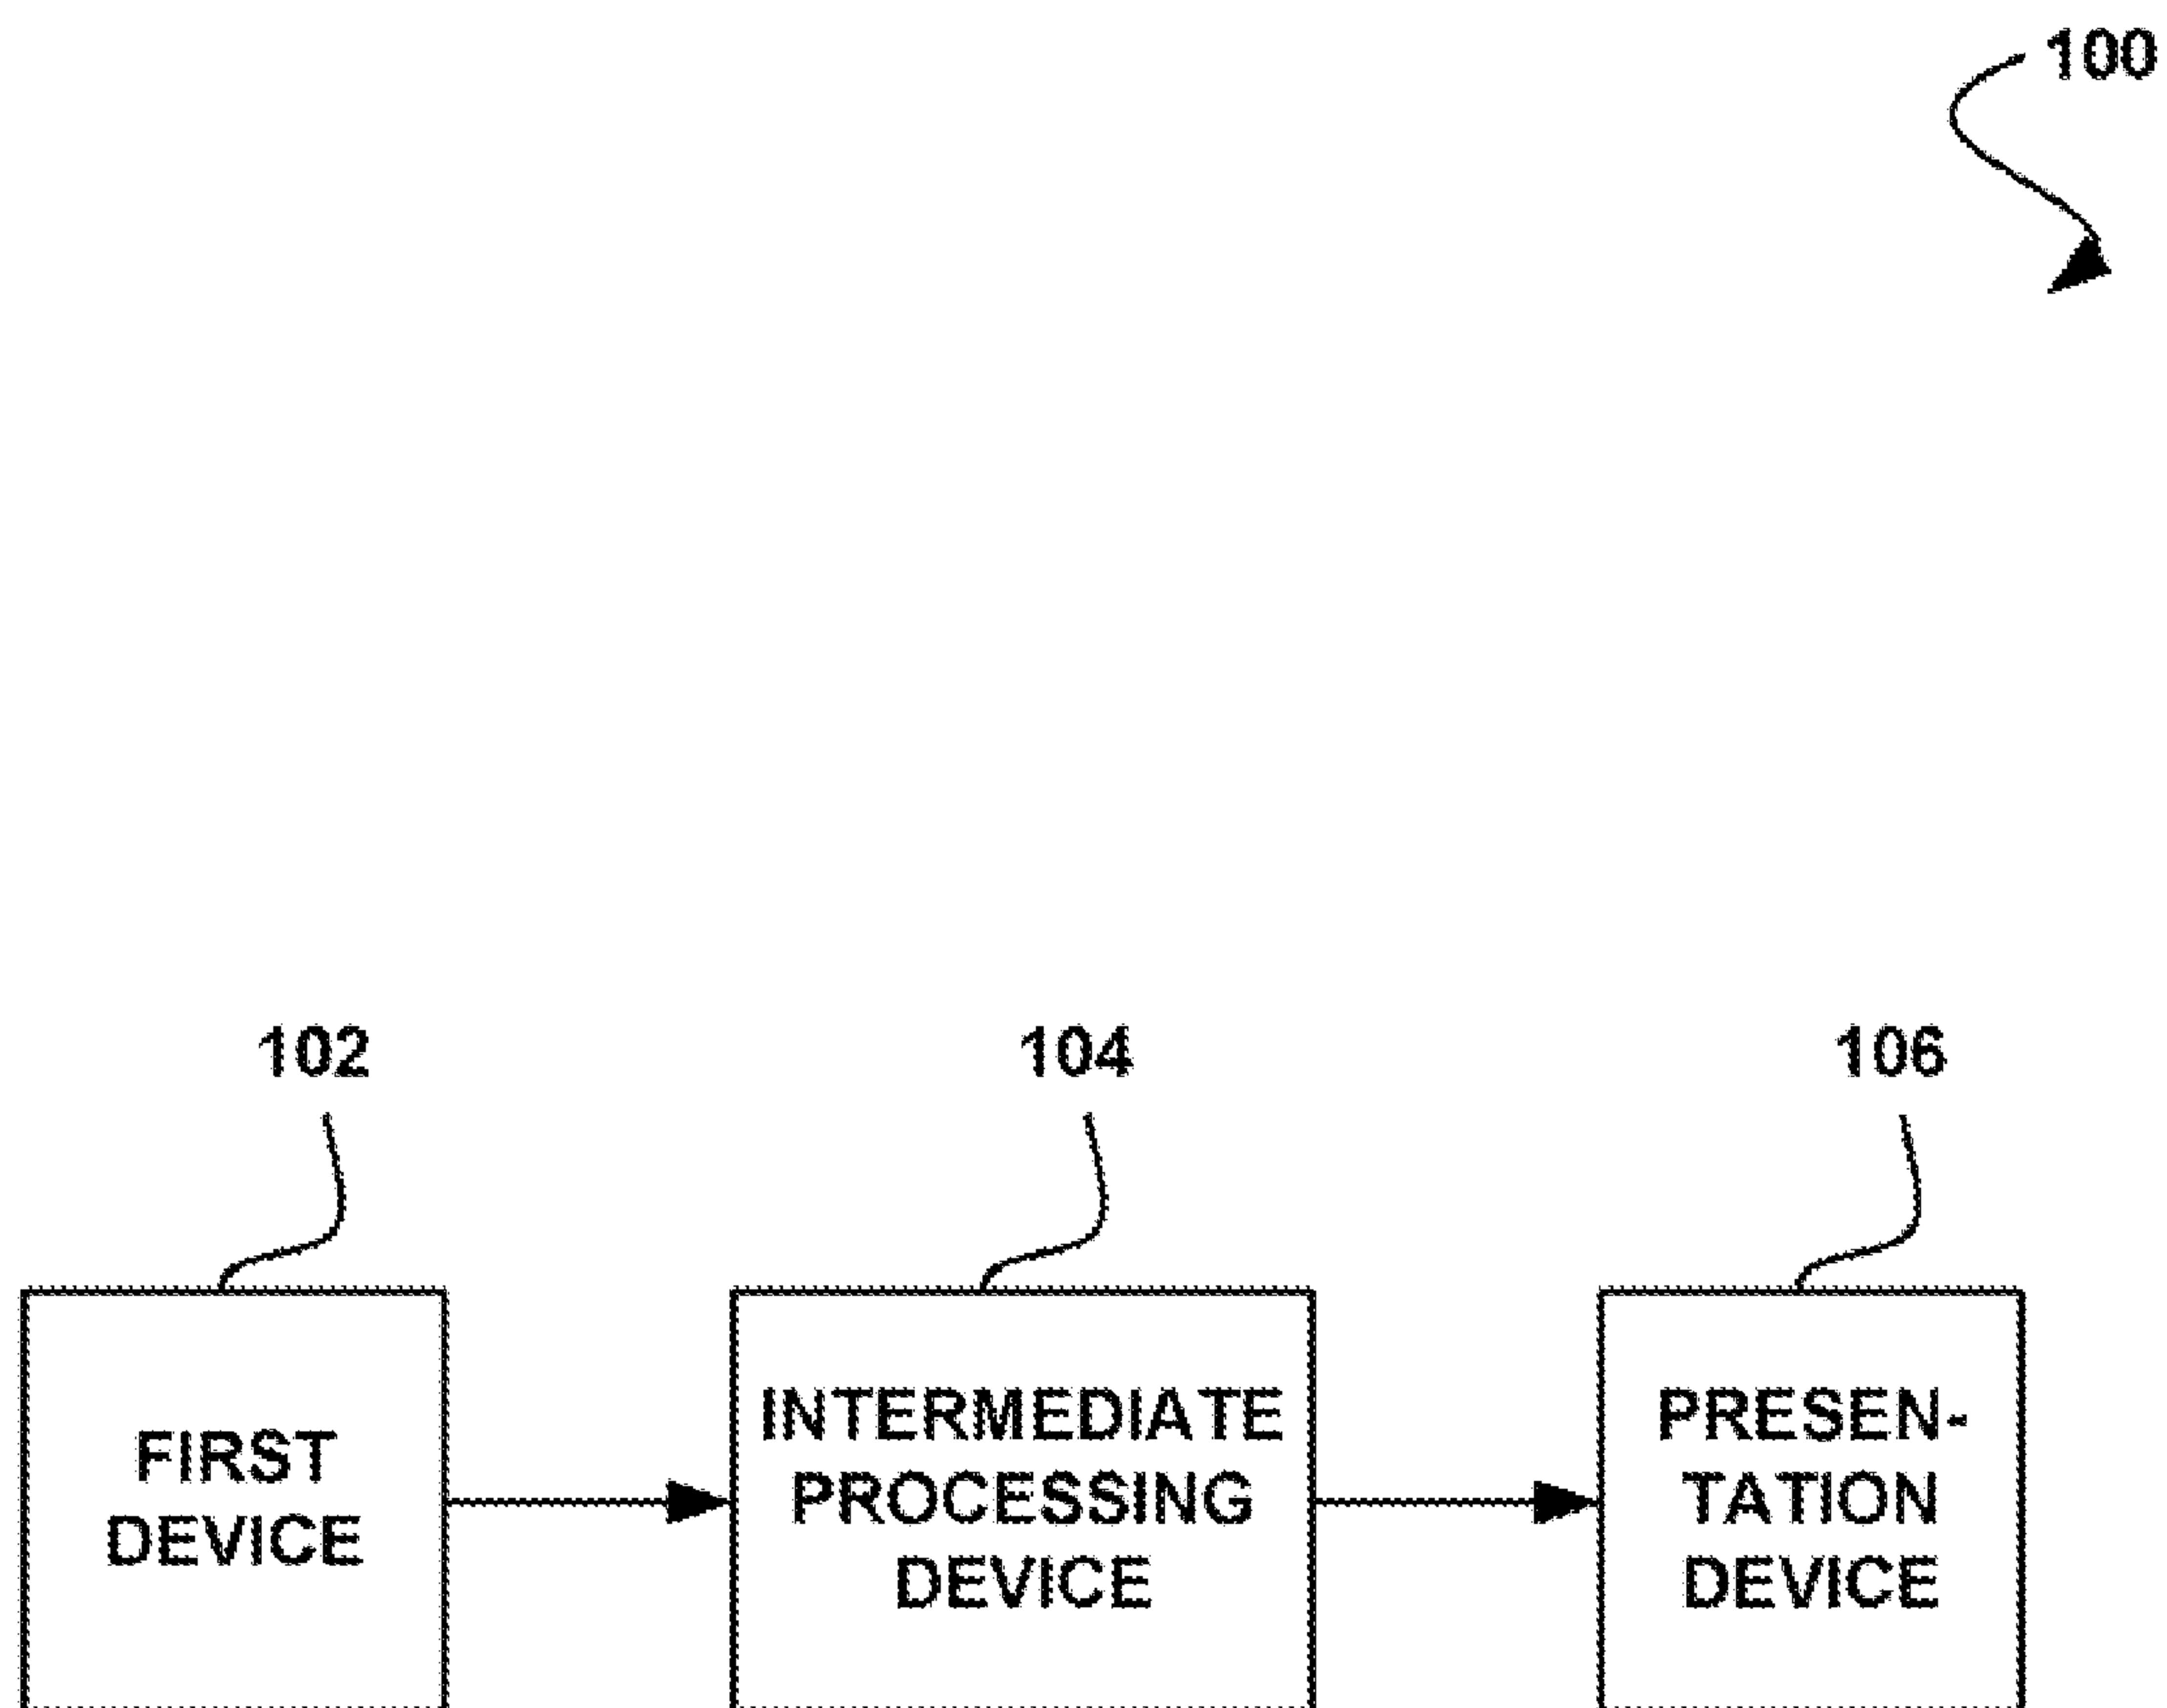 100
102
104
106
FIRST
DEVICE
INTERMEDIATE
PROCESSING
DEVICE
PRESEN-
TATION
DEVICE